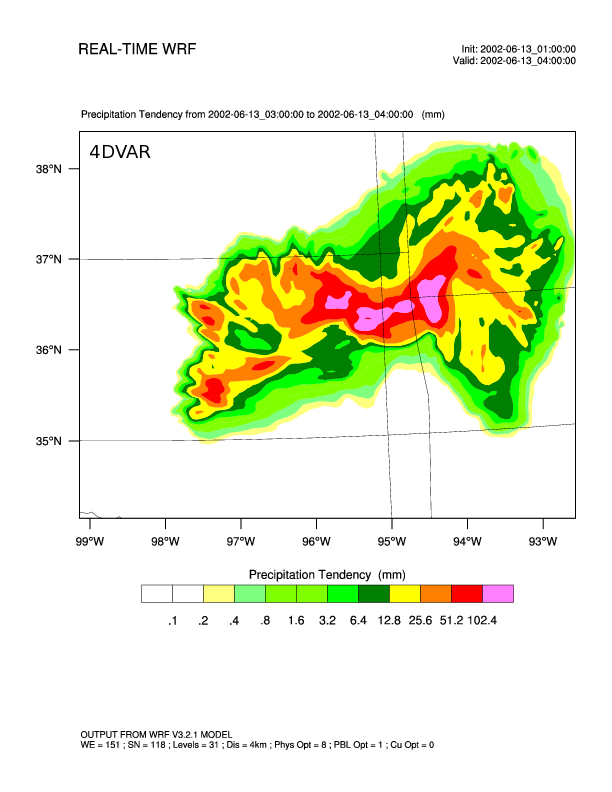 REAL-TIME WRF
Init: 2002-06-13_01:00:00
Valid: 2002-06-13_04:00:00
Precipitation Tendency from 2002-06-13_03:00:00 to 2002-06-13_04:00:00 (mm)
4DVAR
38°N
37°N
36°N
35°N
99°W 98°W 97°W 96°W 95°W 94°W 93°W
Precipitation Tendency (mm)
.1 .2 .4 .8 1.6 3.2 6.4 12.8 25.6 51.2 102.4
OUTPUT FROM WRF V3.2.1 MODEL
WE = 151 ; SN = 118 ; Levels = 31 ; Dis = 4km ; Phys Opt = 8 ; PBL Opt = 1 ; Cu Opt = 0